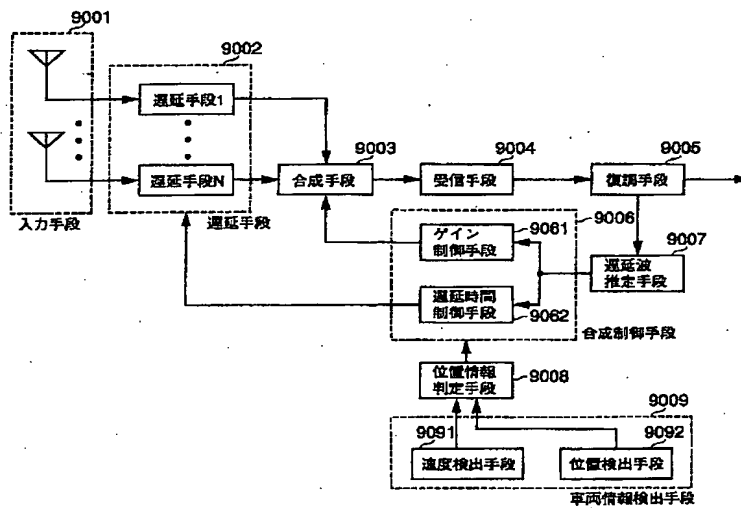 9001
9002
遅延手段1
遅延手段N
入力手段
遅延手段
9003
合成手段
9004
受信手段
9005
復調手段
9006
ゲイン
制御手段
9061
9007
遅延波
推定手段
遅延時間
制御手段
9062
合成制御手段
位置情報
判定手段
9008
9009
9091
速度検出手段
9092
位置検出手段
車両情報検出手段